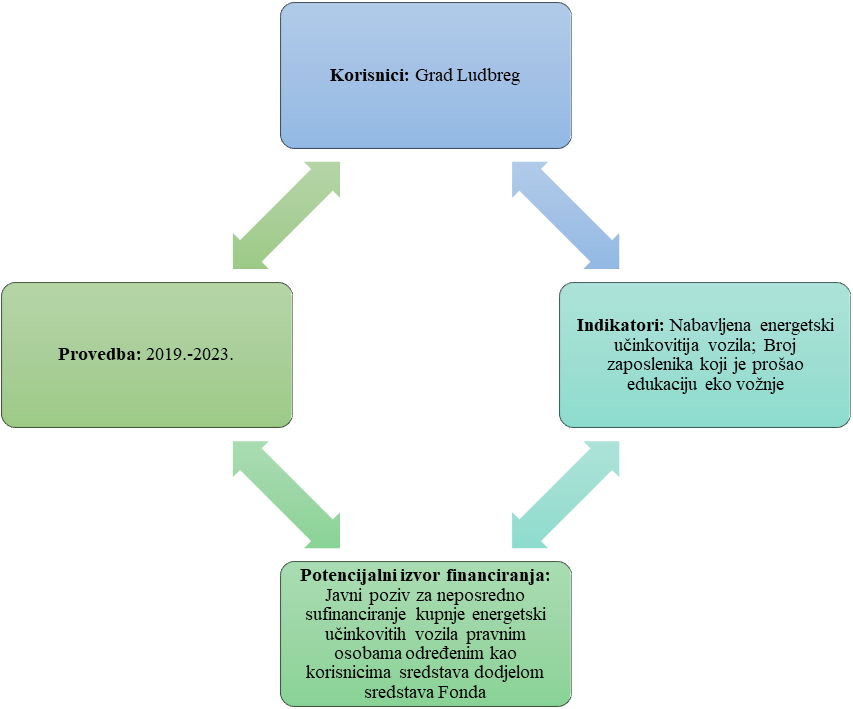 Korisnici: Grad Ludbreg
Provedba: 2019.-2023.
Indikatori: Nabavljena energetski
učinkovitija vozila; Broj
zaposlenika koji je prošao
edukaciju eko vožnje
Potencijalni izvor financiranja:
Javni poziv za neposredno
sufinanciranje kupnje energetski
učinkovitih vozila pravnim
osobama određenim kao
korisnicima sredstava dodjelom
sredstava Fonda